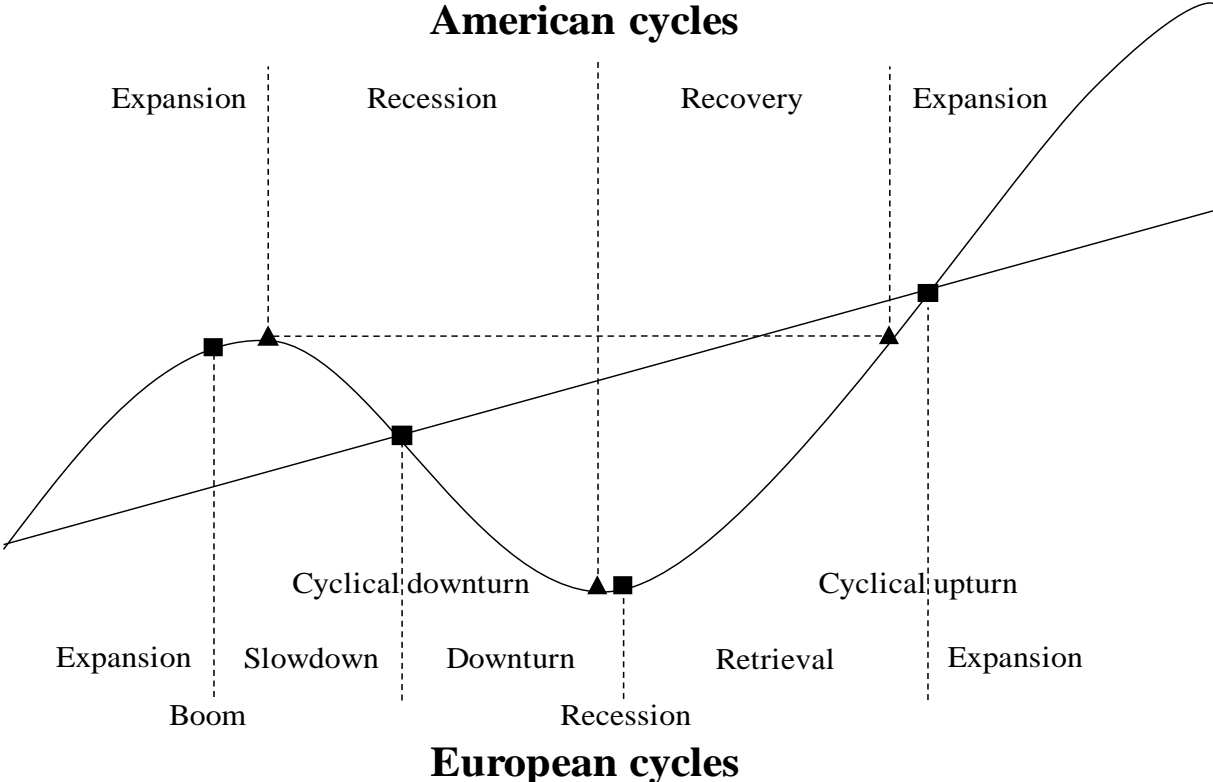 American cycles
Expansion Recession Recovery Expansion
Cyclical downturn Cyclical upturn
Expansion Slowdown Downturn Retrieval Expansion
Boom Recession
European cycles